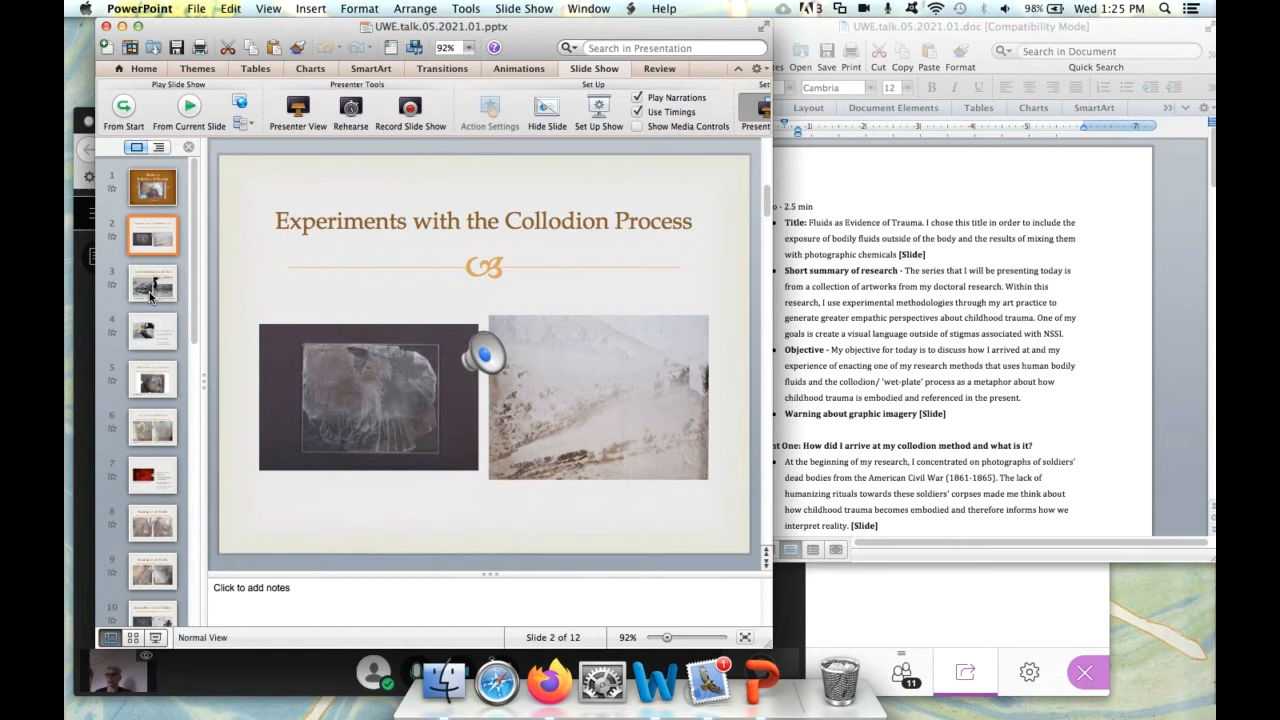 PowerPoint File Edit View Insert Format Arrange Tools Slide Show Window Help
3 98% Wed 1:25 PM
UWE.talk.05.2021.01.pptx
92%
Search in Presentation
Home Themes Tables Charts SmartArt Transitions Animations Slide Show Review
Play Slide Show Presenter Tools Set Up
From Start From Current Slide Presenter View Rehearse Record Slide Show Action Settings Hide Slide Set Up Show
Play Narrations
Use Timings
Show Media Controls
Present
1
2
3
4
5
6
7
8
9
10
Experiments with the Collodion Process
Click to add notes
Normal View Slide 2 of 12 92%
UWE.talk.05.2021.01.doc [Compatibility Mode]
Open Save Print Cut Copy Paste Format
Search in Document
Quick Search
Cambria 12 B I U
Layout Document Elements Tables Charts SmartArt
o - 2.5 min
Title: Fluids as Evidence of Trauma. I chose this title in order to include the
exposure of bodily fluids outside of the body and the results of mixing them
with photographic chemicals [Slide]
Short summary of research - The series that I will be presenting today is
from a collection of artworks from my doctoral research. Within this
research, I use experimental methodologies through my art practice to
generate greater empathic perspectives about childhood trauma. One of my
goals is create a visual language outside of stigmas associated with NSSI.
Objective - My objective for today is to discuss how I arrived at and my
experience of enacting one of my research methods that uses human bodily
fluids and the collodion/ 'wet-plate' process as a metaphor about how
childhood trauma is embodied and referenced in the present.
Warning about graphic imagery [Slide]
nt One: How did I arrive at my collodion method and what is it?
At the beginning of my research, I concentrated on photographs of soldiers'
dead bodies from the American Civil War (1861-1865). The lack of
humanizing rituals towards these soldiers' corpses made me think about
how childhood trauma becomes embodied and therefore informs how we
interpret reality. [Slide]
1
11